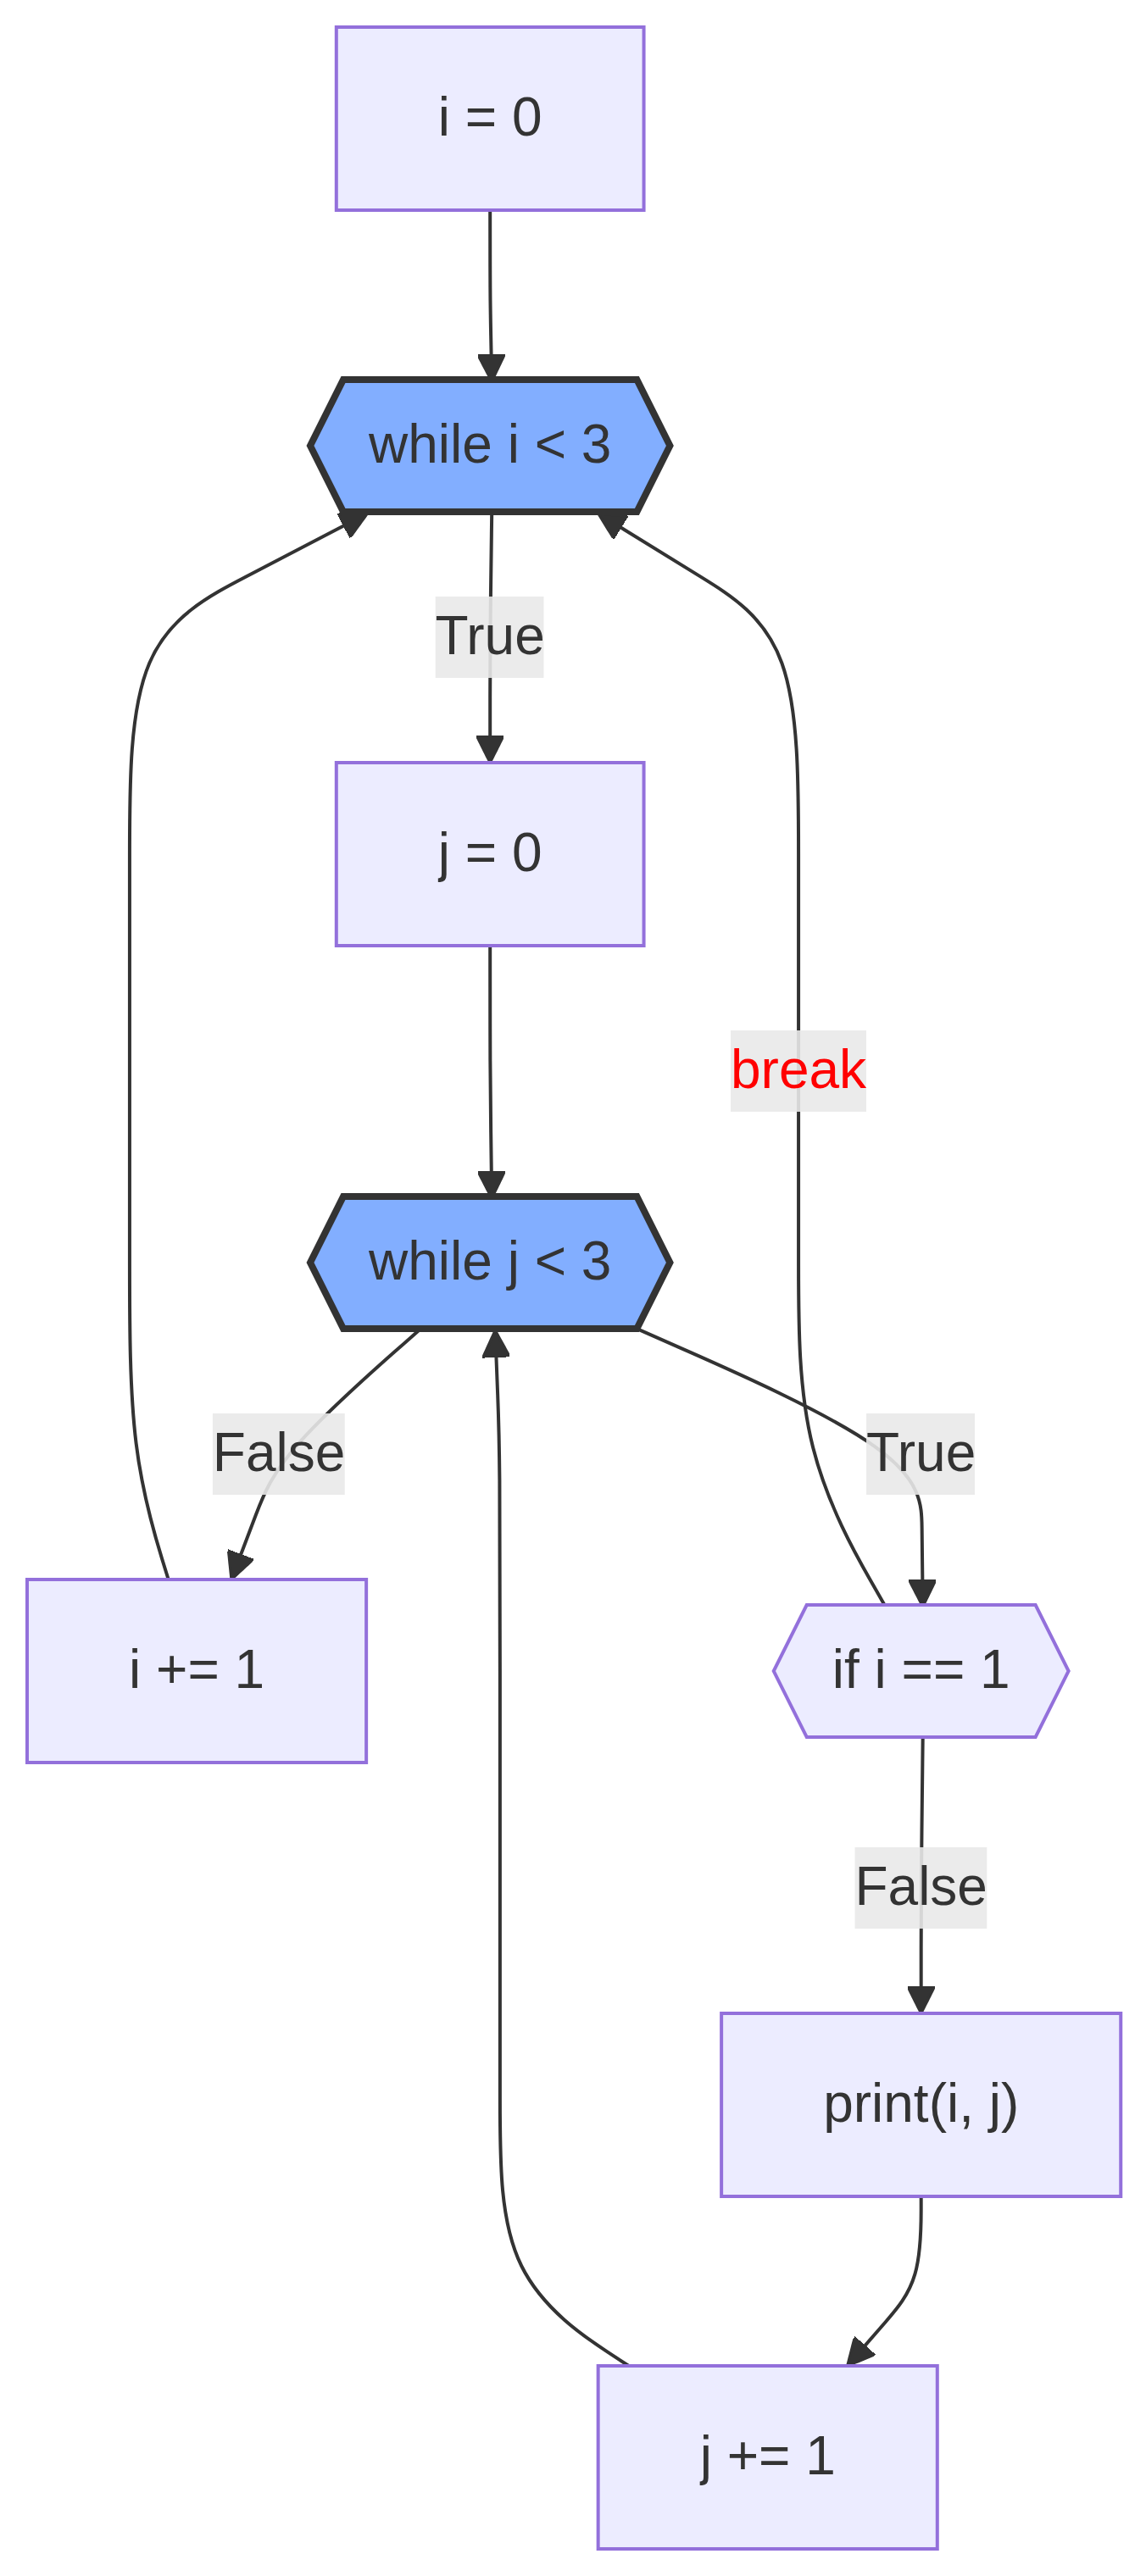 i = 0
while i < 3
True
j = 0
break
while j < 3
False
True
i += 1
if i == 1
False
print(i, j)
j += 1